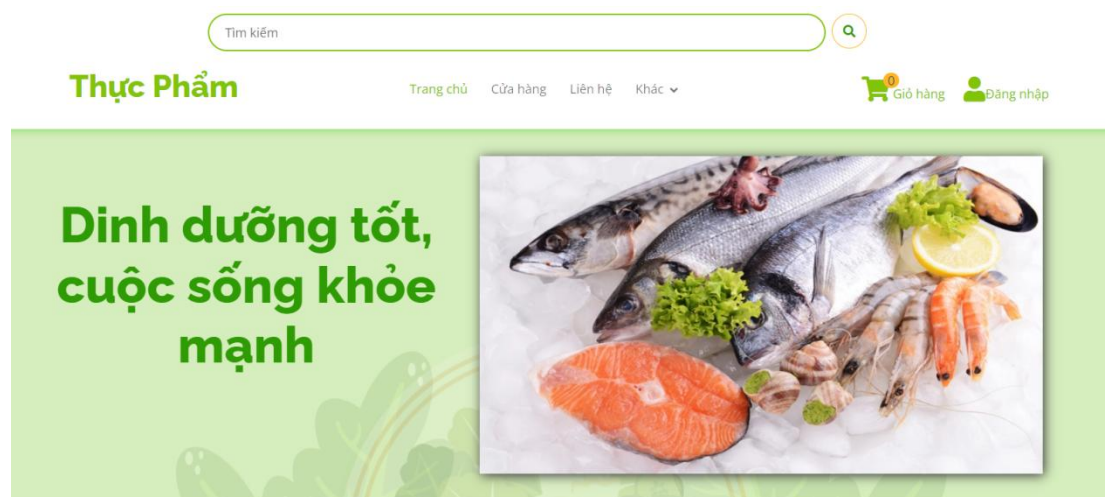 Tìm kiếm
Thực Phẩm
Trang chủ Cửa hàng Liên hệ Khác
0
Giỏ hàng
Đăng nhập
Dinh dưỡng tốt,
cuộc sống khỏe
mạnh